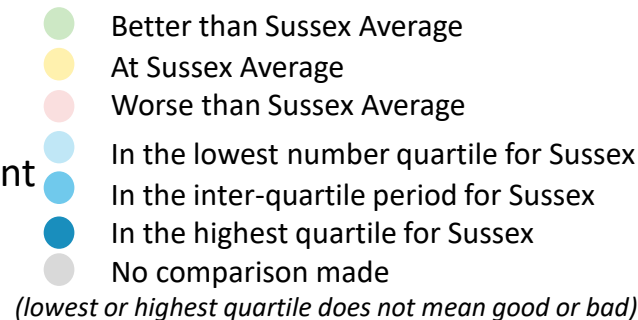 Better than Sussex Average
At Sussex Average
Worse than Sussex Average
In the lowest number quartile for Sussex
nt
In the inter-quartile period for Sussex
In the highest quartile for Sussex
No comparison made
(lowest or highest quartile does not mean good or bad)